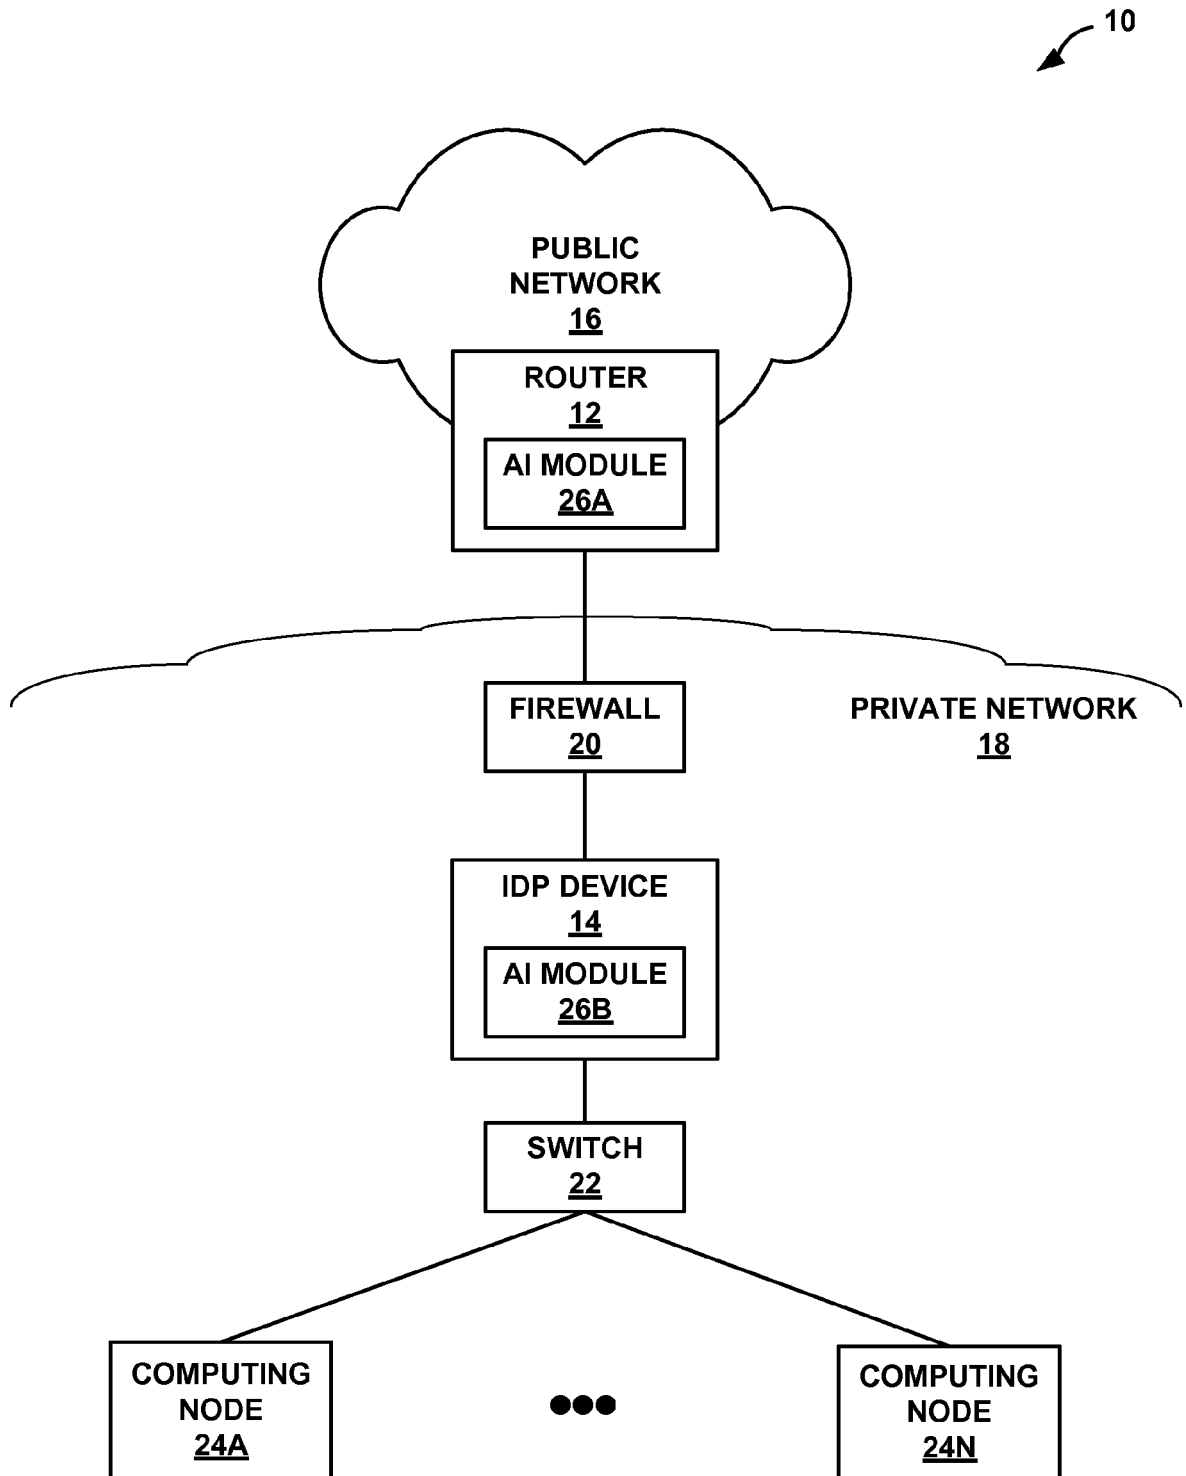 10
PUBLIC
NETWORK
16
ROUTER
12
AI MODULE
26A
FIREWALL
20
PRIVATE NETWORK
18
IDP DEVICE
14
AI MODULE
26B
SWITCH
22
COMPUTING
NODE
24A
COMPUTING
NODE
24N